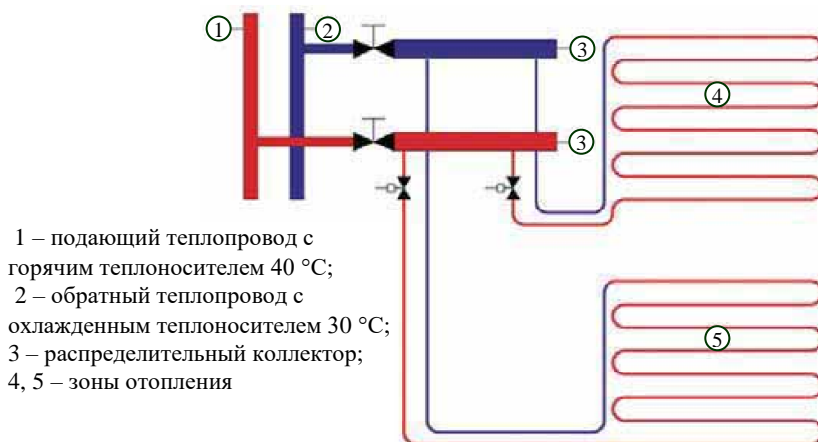 1
2
3
4
3
1 – подающий теплопровод с
горячим теплоносителем 40 °С;
2 – обратный теплопровод с
охлажденным теплоносителем 30 °С;
3 – распределительный коллектор;
4, 5 – зоны отопления
5